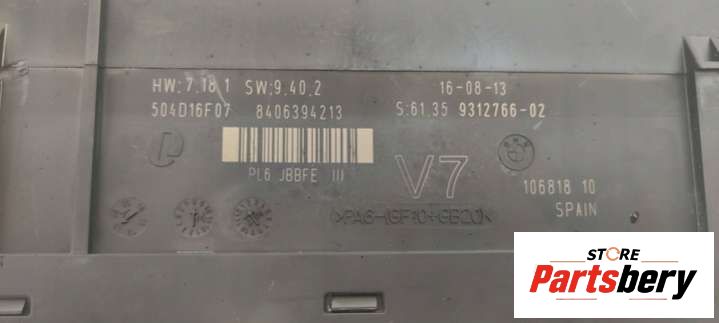 HW:7.18.1 SW:9.40.2 16-08-13
504D16F07 8406394213 S:61.35 9312766-02
PL6 JBBFE III
V7
106818 10
SPAIN
>PA6-(GF10+GB20)<
STORE
Partsbery